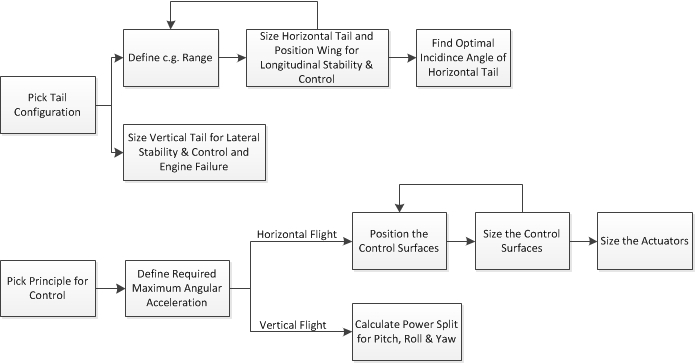 Pick Tail
Configuration
Define c.g. Range
Size Horizontal Tail and
Position Wing for
Longitudinal Stability &
Control
Find Optimal
Incidince Angle of
Horizontal Tail
Size Vertical Tail for Lateral
Stability & Control and
Engine Failure
Pick Principle for
Control
Define Required
Maximum Angular
Acceleration
Horizontal Flight
Position the
Control Surfaces
Size the Control
Surfaces
Size the Actuators
Vertical Flight
Calculate Power Split
for Pitch, Roll & Yaw